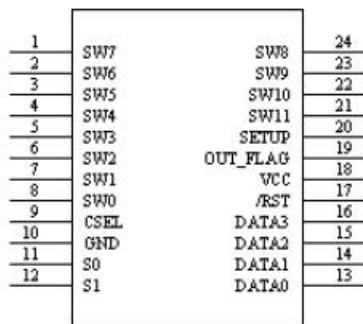 1 SW7 SW8 24
2 SW6 SW9 23
3 SW5 SW10 22
4 SW4 SW11 21
5 SW3 SETUP 20
6 SW2 OUT_FLAG 19
7 SW1 VCC 18
8 SW0 /RST 17
9 CSEL DATA3 16
10 GND DATA2 15
11 S0 DATA1 14
12 S1 DATA0 13